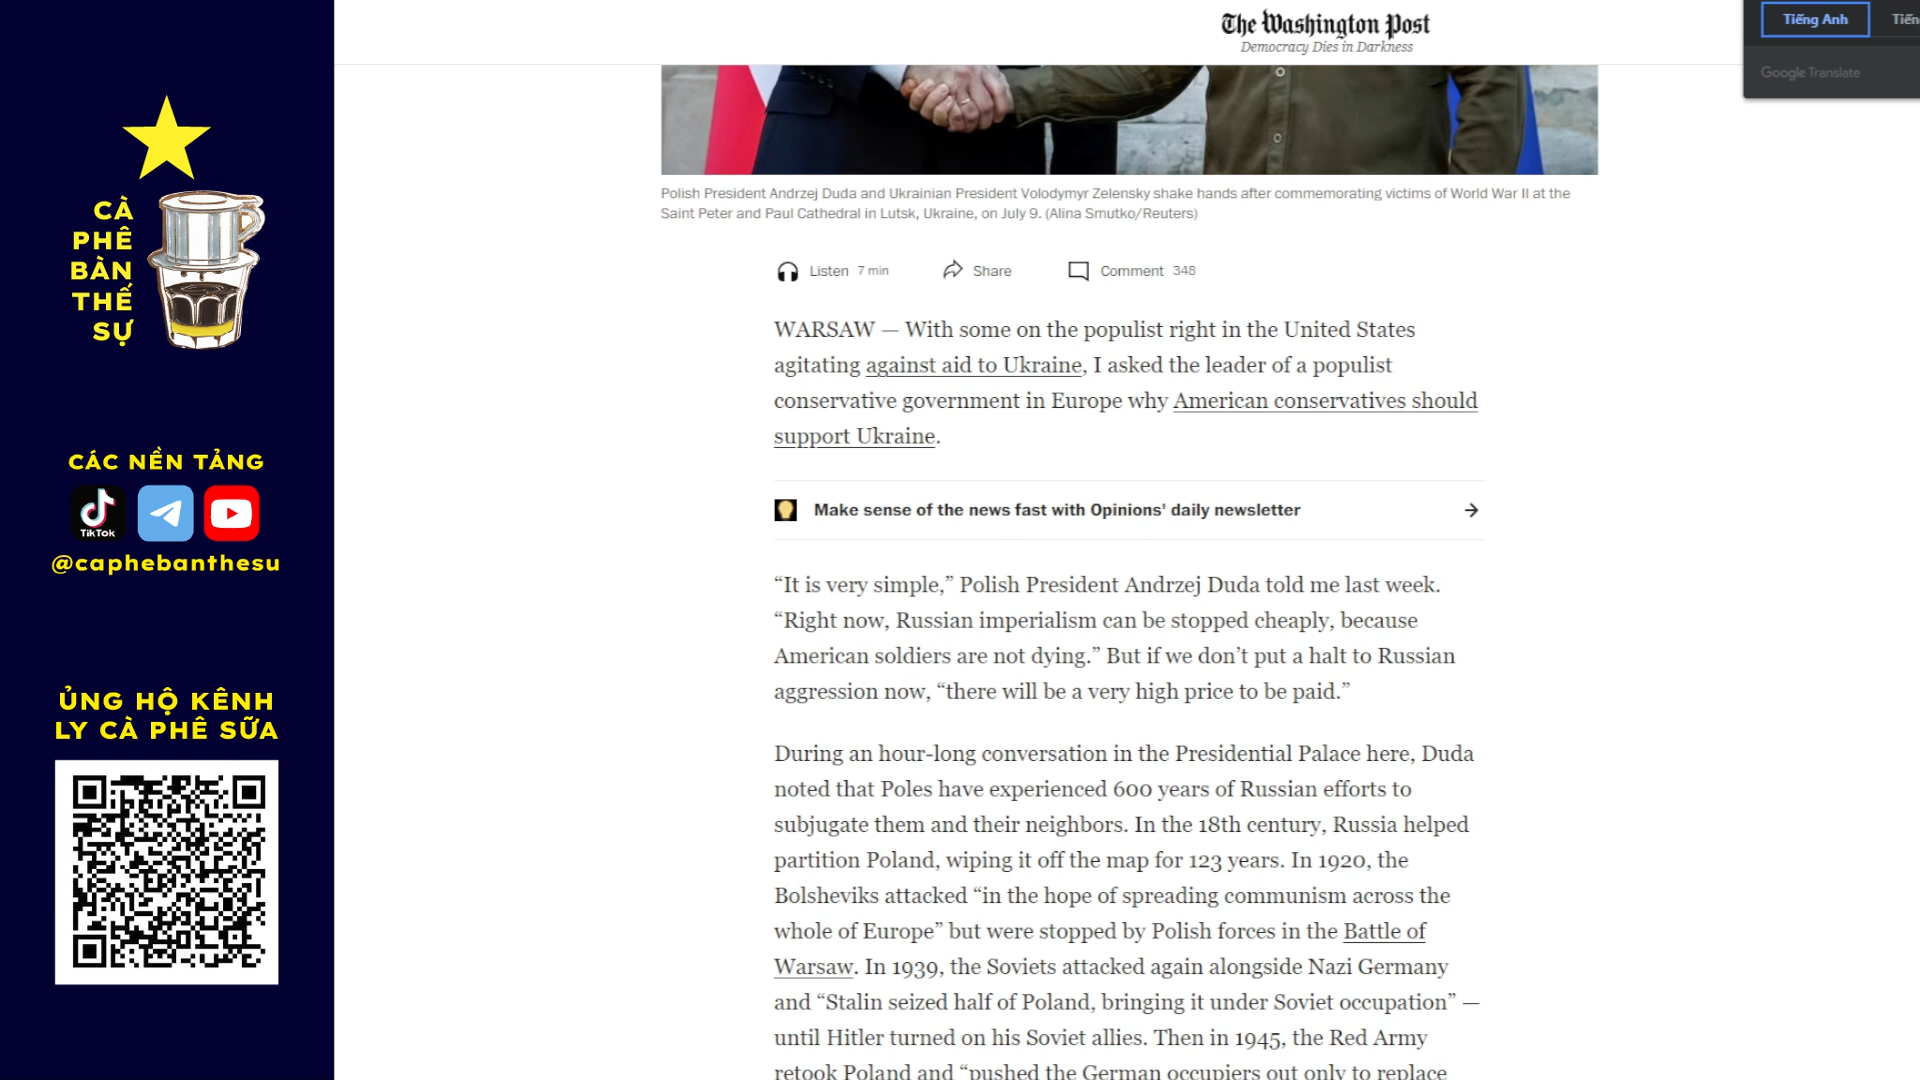 CÀ
PHÊ
BÀN
THẾ
SỰ
CÁC NỀN TẢNG
TikTok
@caphebanthesu
ỦNG HỘ KÊNH
LY CÀ PHÊ SỮA
The Washington Post
Democracy Dies in Darkness
Tiếng Anh
Google Translate
Polish President Andrzej Duda and Ukrainian President Volodymyr Zelensky shake hands after commemorating victims of World War II at the
Saint Peter and Paul Cathedral in Lutsk, Ukraine, on July 9. (Alina Smutko/Reuters)
Listen 7 min Share Comment 348
WARSAW — With some on the populist right in the United States
agitating against aid to Ukraine, I asked the leader of a populist
conservative government in Europe why American conservatives should
support Ukraine.
Make sense of the news fast with Opinions' daily newsletter
“It is very simple,” Polish President Andrzej Duda told me last week.
“Right now, Russian imperialism can be stopped cheaply, because
American soldiers are not dying.” But if we don’t put a halt to Russian
aggression now, “there will be a very high price to be paid.”
During an hour-long conversation in the Presidential Palace here, Duda
noted that Poles have experienced 600 years of Russian efforts to
subjugate them and their neighbors. In the 18th century, Russia helped
partition Poland, wiping it off the map for 123 years. In 1920, the
Bolsheviks attacked “in the hope of spreading communism across the
whole of Europe” but were stopped by Polish forces in the Battle of
Warsaw. In 1939, the Soviets attacked again alongside Nazi Germany
and “Stalin seized half of Poland, bringing it under Soviet occupation” —
until Hitler turned on his Soviet allies. Then in 1945, the Red Army
retook Poland and “pushed the German occupiers out only to replace